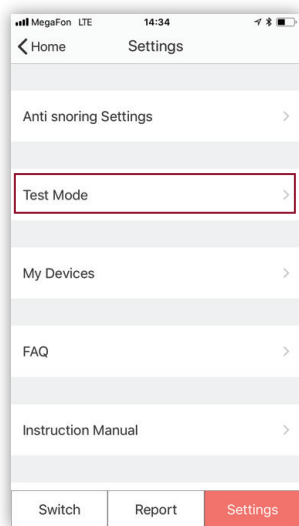 MegaFon LTE 14:34
Home Settings
Anti snoring Settings
Test Mode
My Devices
FAQ
Instruction Manual
Switch Report Settings